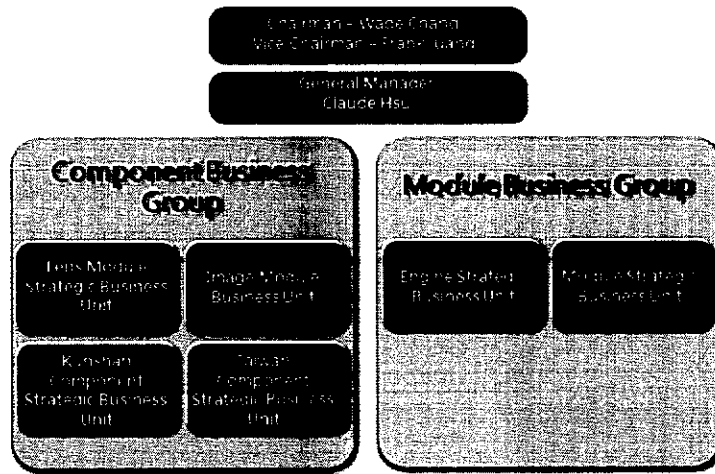 Chairman – Wade Chang
Vice Chairman – Frank Juang
General Manager
Claude Hsu
Component Business
Group
Module Business Group
Lens Module
Strategic Business
Unit
Image Module
Business Unit
Engine Strategic
Business Unit
Module Strategic
Business Unit
Kunshan
Component
Strategic Business
Unit
Taiwan
Component
Strategic Business
Unit